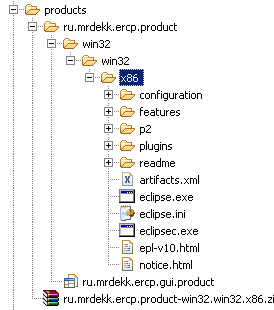 products
ru.mrdekk.ercp.product
win32
win32
x86
configuration
features
p2
plugins
readme
artifacts.xml
eclipse.exe
eclipse.ini
eclipsec.exe
epl-v10.html
notice.html
ru.mrdekk.ercp.gui.product
ru.mrdekk.ercp.product-win32.win32.x86.zi